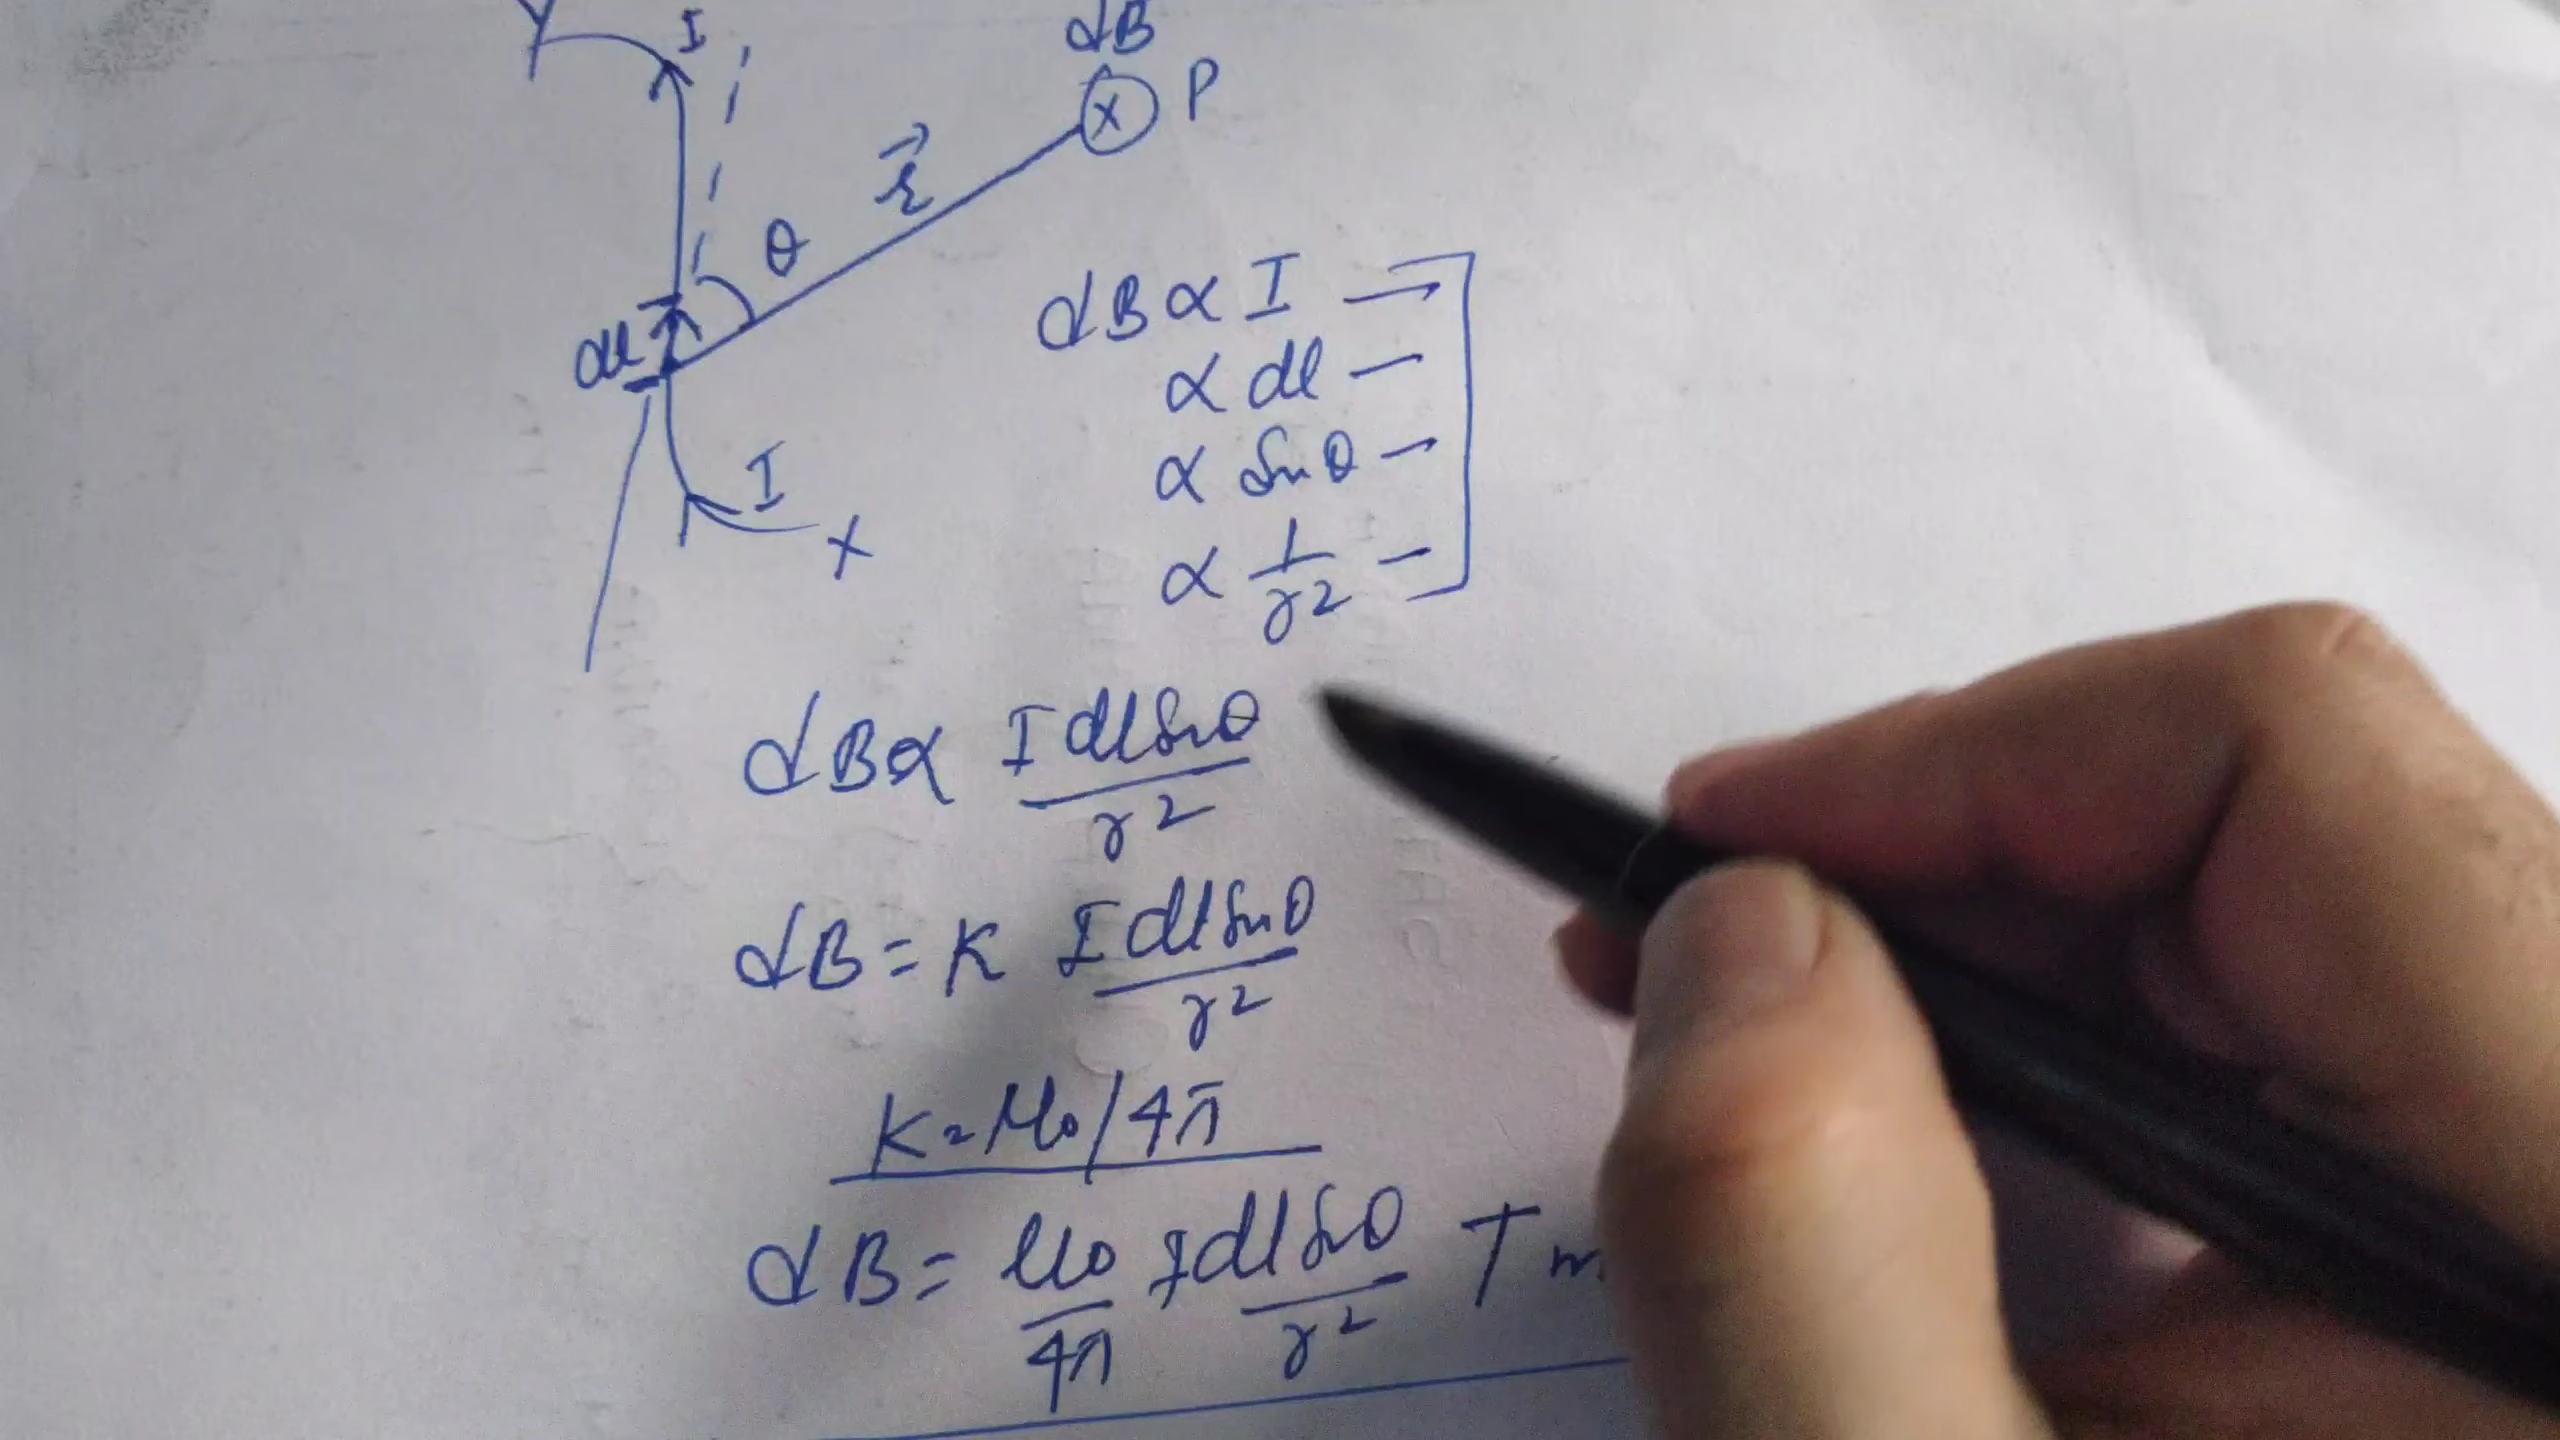 Y I dB
P
r⃗
θ
dl
I
X
dB ∝ I
∝ dl
∝ Sinθ
∝ 1/r²
dB ∝ I dl Sinθ / r²
dB = K I dl Sinθ / r²
K = μ₀/4π
dB = μ₀/4π I dl Sinθ / r² T